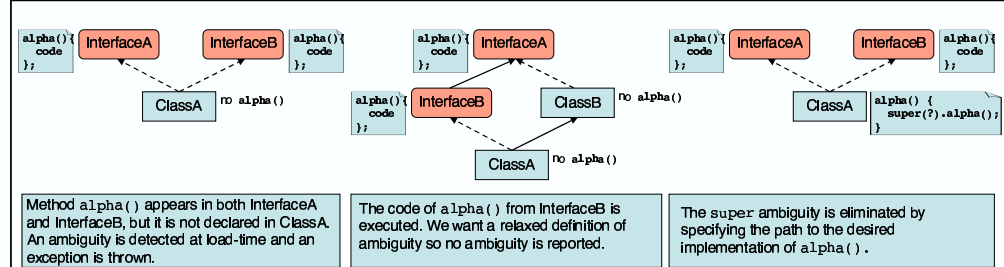 alpha(){
code
};
InterfaceA
InterfaceB
alpha(){
code
};
ClassA
no alpha()
Method alpha() appears in both InterfaceA
and InterfaceB, but it is not declared in ClassA.
An ambiguity is detected at load-time and an
exception is thrown.
alpha(){
code
};
InterfaceA
alpha(){
code
};
InterfaceB
ClassB
no alpha()
ClassA
no alpha()
The code of alpha() from InterfaceB is
executed. We want a relaxed definition of
ambiguity so no ambiguity is reported.
alpha(){
code
};
InterfaceA
InterfaceB
alpha(){
code
};
ClassA
alpha() {
super(?).alpha();
}
The super ambiguity is eliminated by
specifying the path to the desired
implementation of alpha().